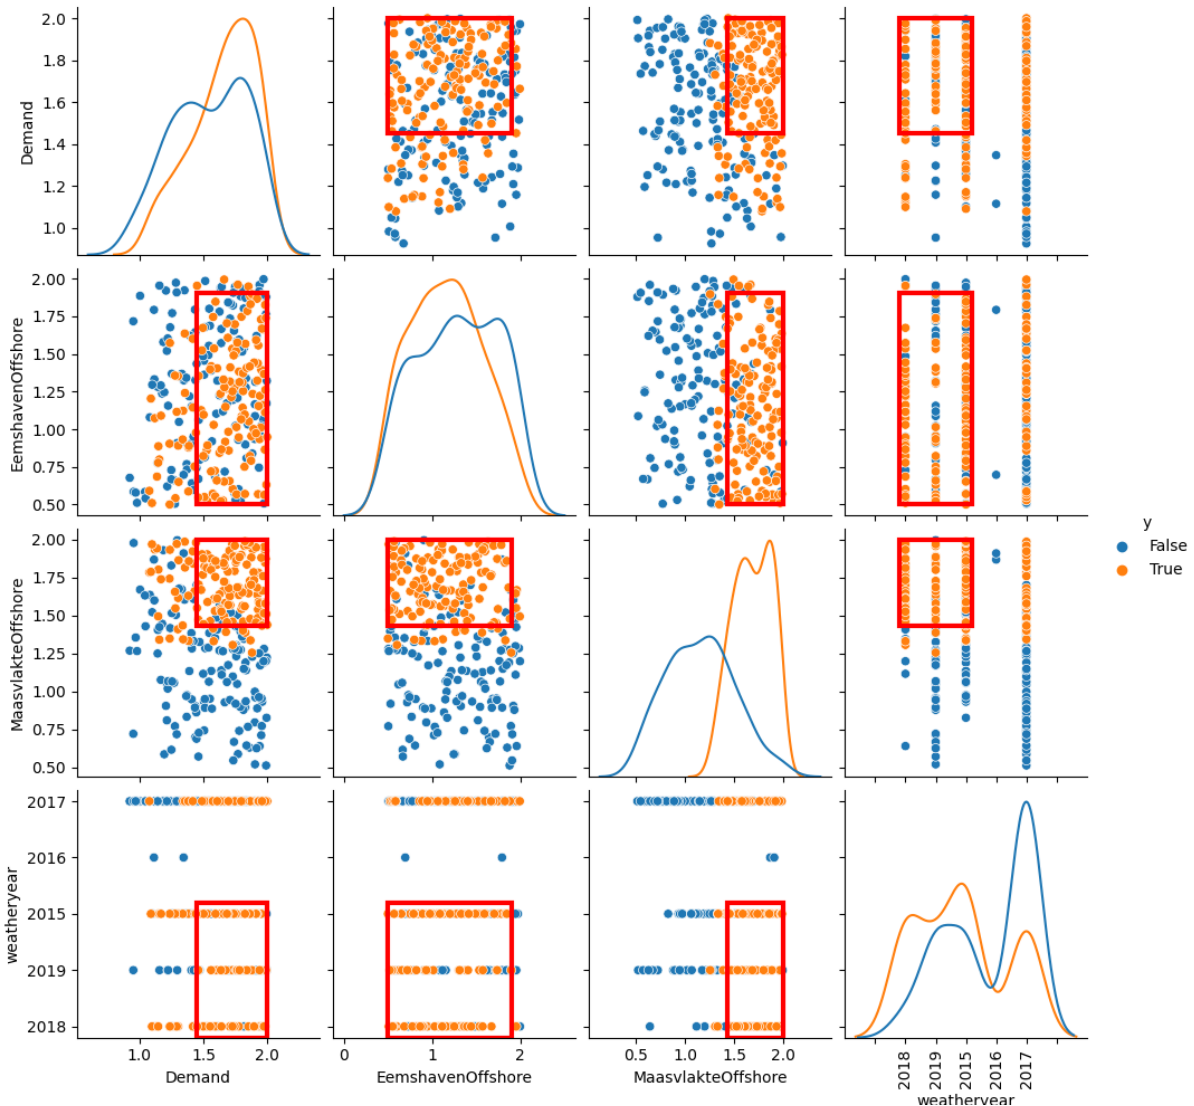 2.0
1.8
1.6
1.4
1.2
1.0
Demand
2.00
1.75
1.50
1.25
1.00
0.75
0.50
EemshavenOffshore
y
False
True
2.00
1.75
1.50
1.25
1.00
0.75
0.50
MaasvlakteOffshore
2017
2016
2015
2019
2018
weatheryear
1.0 1.5 2.0
Demand
0 1 2
EemshavenOffshore
0.5 1.0 1.5 2.0
MaasvlakteOffshore
2018 2019 2015 2016 2017
weatheryear